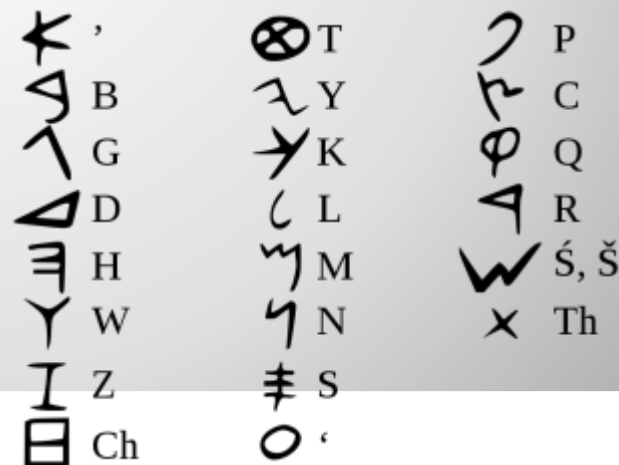 𐤀 ’
𐤁 B
𐤂 G
𐤃 D
𐤄 H
𐤅 W
𐤆 Z
𐤇 Ch
𐤈 T
𐤉 Y
𐤊 K
𐤋 L
𐤌 M
𐤍 N
𐤎 S
𐤏 ‘
𐤐 P
𐤑 C
𐤒 Q
𐤓 R
𐤔 Ś, Š
𐤕 Th